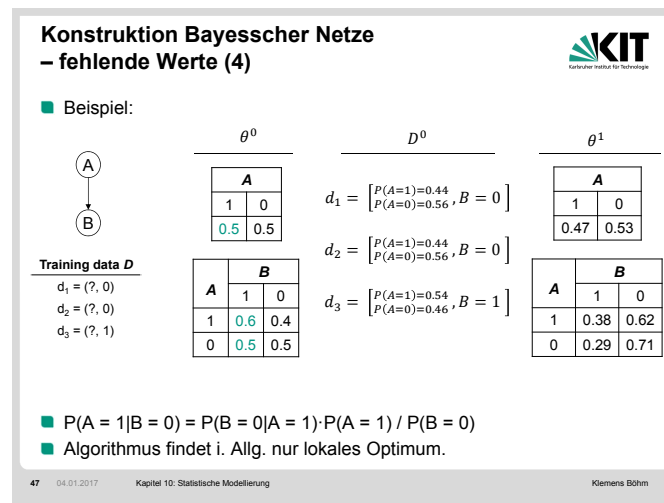 Konstruktion Bayesscher Netze
– fehlende Werte (4)
KIT
Karlsruher Institut für Technologie
Beispiel:
θ⁰
D⁰
θ¹
A
B
Training data D
d₁ = (?, 0)
d₂ = (?, 0)
d₃ = (?, 1)
A
1 0
0.5 0.5
B
A 1 0
1 0.6 0.4
0 0.5 0.5
d₁ = [P(A=1)=0.44 P(A=0)=0.56 , B = 0]
d₂ = [P(A=1)=0.44 P(A=0)=0.56 , B = 0]
d₃ = [P(A=1)=0.54 P(A=0)=0.46 , B = 1]
A
1 0
0.47 0.53
B
A 1 0
1 0.38 0.62
0 0.29 0.71
P(A = 1|B = 0) = P(B = 0|A = 1)·P(A = 1) / P(B = 0)
Algorithmus findet i. Allg. nur lokales Optimum.
47 04.01.2017 Kapitel 10: Statistische Modellierung Klemens Böhm